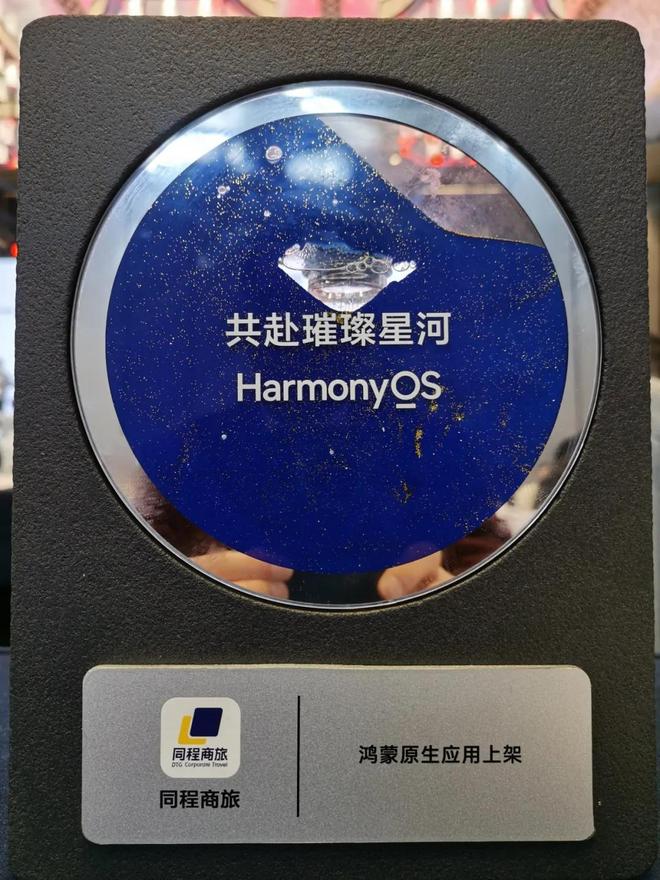 共赴璀璨星河
HarmonyOS
同程商旅
DTG Corporate Travel
同程商旅
鸿蒙原生应用上架